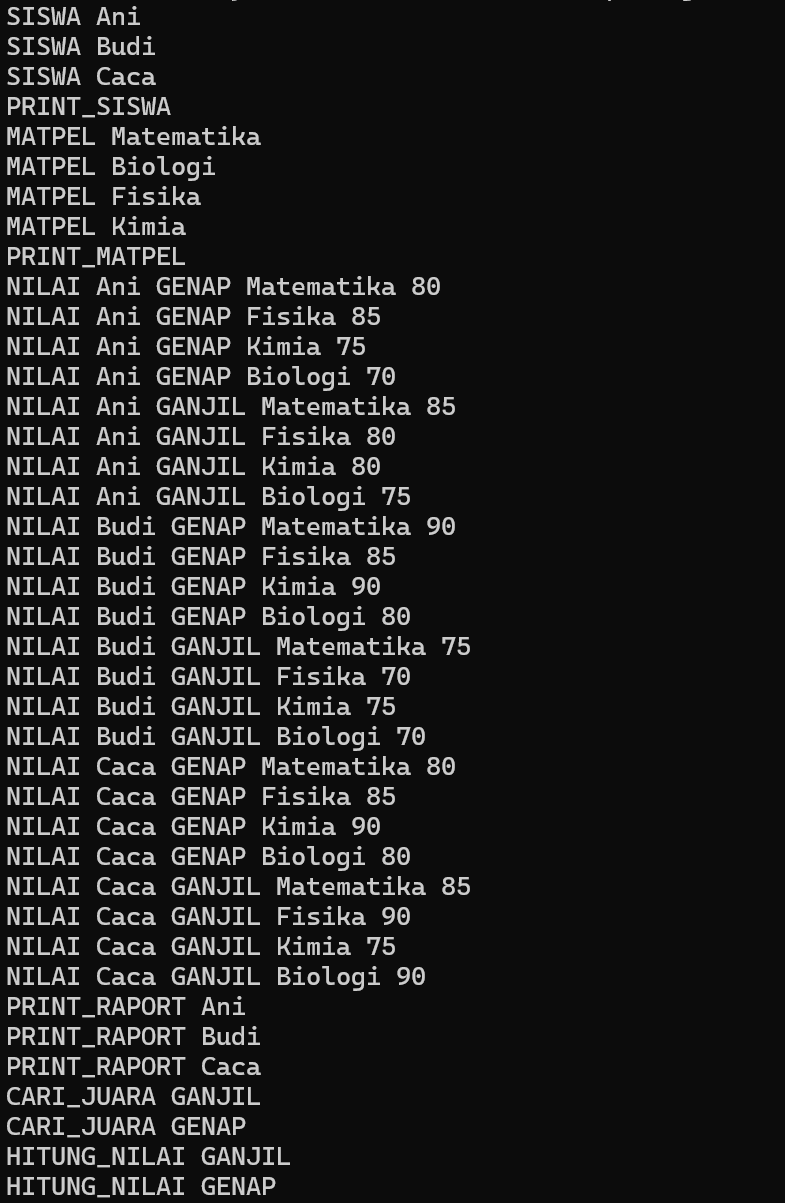 SISWA Ani
SISWA Budi
SISWA Caca
PRINT_SISWA
MATPEL Matematika
MATPEL Biologi
MATPEL Fisika
MATPEL Kimia
PRINT_MATPEL
NILAI Ani GENAP Matematika 80
NILAI Ani GENAP Fisika 85
NILAI Ani GENAP Kimia 75
NILAI Ani GENAP Biologi 70
NILAI Ani GANJIL Matematika 85
NILAI Ani GANJIL Fisika 80
NILAI Ani GANJIL Kimia 80
NILAI Ani GANJIL Biologi 75
NILAI Budi GENAP Matematika 90
NILAI Budi GENAP Fisika 85
NILAI Budi GENAP Kimia 90
NILAI Budi GENAP Biologi 80
NILAI Budi GANJIL Matematika 75
NILAI Budi GANJIL Fisika 70
NILAI Budi GANJIL Kimia 75
NILAI Budi GANJIL Biologi 70
NILAI Caca GENAP Matematika 80
NILAI Caca GENAP Fisika 85
NILAI Caca GENAP Kimia 90
NILAI Caca GENAP Biologi 80
NILAI Caca GANJIL Matematika 85
NILAI Caca GANJIL Fisika 90
NILAI Caca GANJIL Kimia 75
NILAI Caca GANJIL Biologi 90
PRINT_RAPORT Ani
PRINT_RAPORT Budi
PRINT_RAPORT Caca
CARI_JUARA GANJIL
CARI_JUARA GENAP
HITUNG_NILAI GANJIL
HITUNG_NILAI GENAP